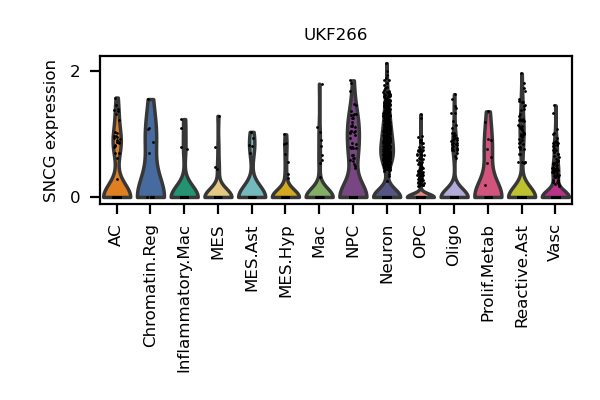 UKF266
SNCG expression
2
0
AC
Chromatin.Reg
Inflammatory.Mac
MES
MES.Ast
MES.Hyp
Mac
NPC
Neuron
OPC
Oligo
Prolif.Metab
Reactive.Ast
Vasc